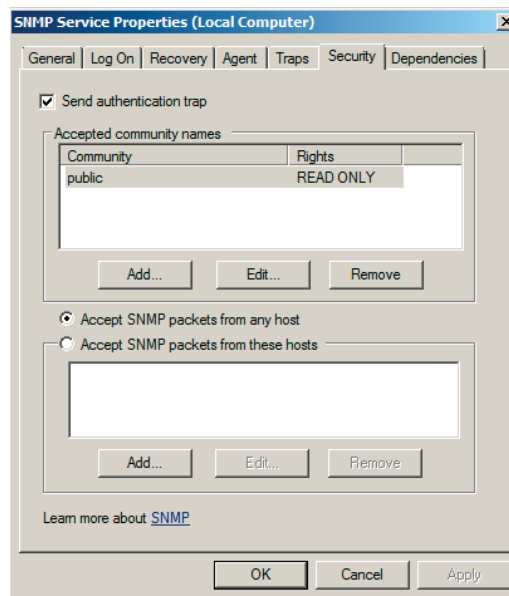 SNMP Service Properties (Local Computer)
General Log On Recovery Agent Traps Security Dependencies
Send authentication trap
Accepted community names
Community Rights
public READ ONLY
Add... Edit... Remove
Accept SNMP packets from any host
Accept SNMP packets from these hosts
Add... Edit... Remove
Learn more about SNMP
OK Cancel Apply